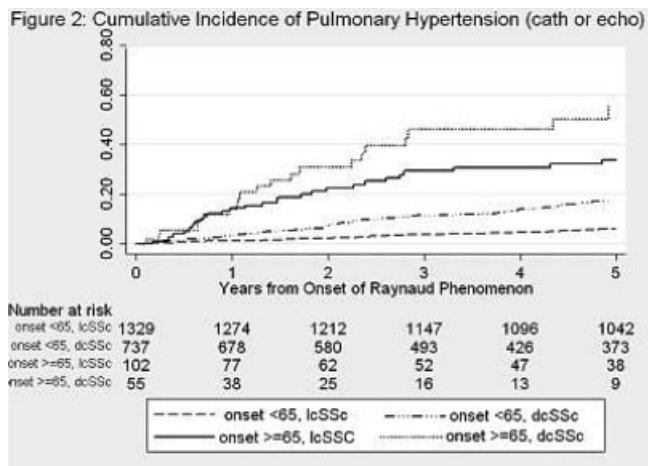 Figure 2: Cumulative Incidence of Pulmonary Hypertension (cath or echo)
0.80
0.60
0.40
0.20
0.00
0 1 2 3 4 5
Years from Onset of Raynaud Phenomenon
Number at risk
onset <65, lcSSc 1329 1274 1212 1147 1096 1042
onset <65, dcSSc 737 678 580 493 426 373
onset >=65, lcSSc 102 77 62 52 47 38
onset >=65, dcSSc 55 38 25 16 13 9
onset <65, lcSSc onset <65, dcSSc
onset >=65, lcSSC onset >=65, dcSSc